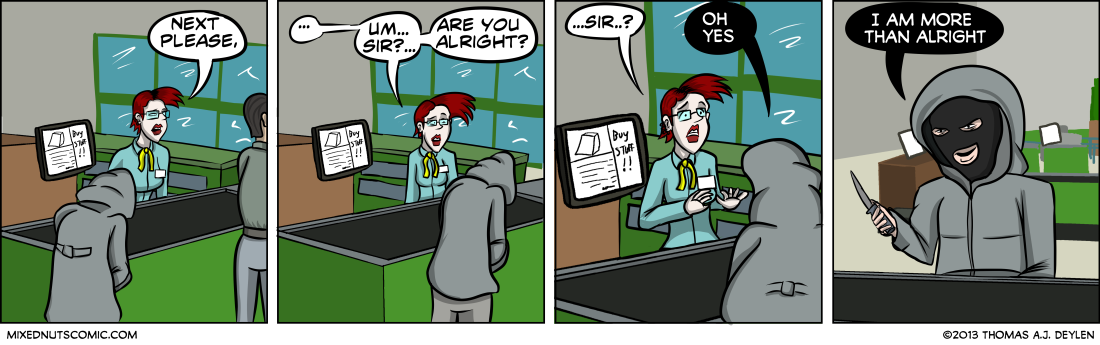 NEXT
PLEASE,
Buy
STUFF
!!
...
UM...
SIR?...
ARE YOU
ALRIGHT?
Buy
STUFF
!!
...SIR..?
OH
YES
Buy
STUFF
!!
I AM MORE
THAN ALRIGHT
MIXEDNUTSCOMIC.COM
©2013 THOMAS A.J. DEYLEN